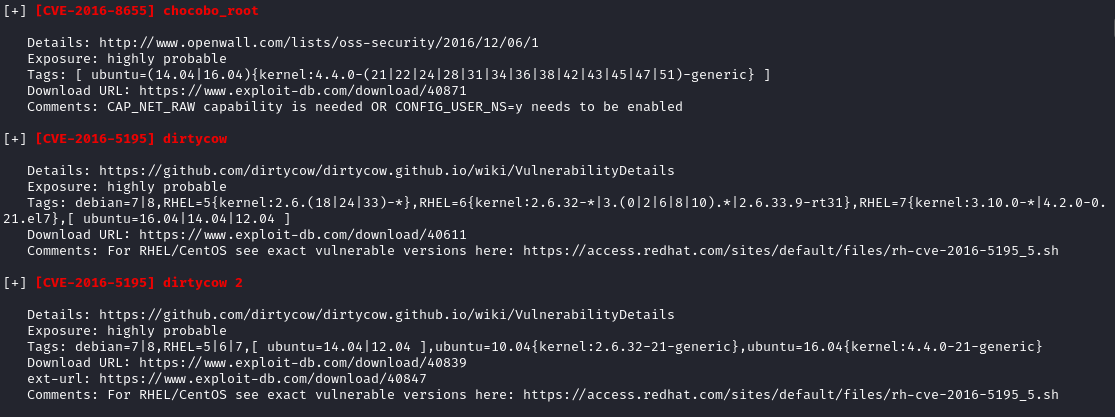 [+] [CVE-2016-8655] chocobo_root
Details: http://www.openwall.com/lists/oss-security/2016/12/06/1
Exposure: highly probable
Tags: [ ubuntu=(14.04|16.04){kernel:4.4.0-(21|22|24|28|31|34|36|38|42|43|45|47|51)-generic} ]
Download URL: https://www.exploit-db.com/download/40871
Comments: CAP_NET_RAW capability is needed OR CONFIG_USER_NS=y needs to be enabled
[+] [CVE-2016-5195] dirtycow
Details: https://github.com/dirtycow/dirtycow.github.io/wiki/VulnerabilityDetails
Exposure: highly probable
Tags: debian=7|8,RHEL=5{kernel:2.6.(18|24|33)-*},RHEL=6{kernel:2.6.32-*|3.(0|2|6|8|10).*|2.6.33.9-rt31},RHEL=7{kernel:3.10.0-*|4.2.0-0.
21.el7},[ ubuntu=16.04|14.04|12.04 ]
Download URL: https://www.exploit-db.com/download/40611
Comments: For RHEL/CentOS see exact vulnerable versions here: https://access.redhat.com/sites/default/files/rh-cve-2016-5195_5.sh
[+] [CVE-2016-5195] dirtycow 2
Details: https://github.com/dirtycow/dirtycow.github.io/wiki/VulnerabilityDetails
Exposure: highly probable
Tags: debian=7|8,RHEL=5|6|7,[ ubuntu=14.04|12.04 ],ubuntu=10.04{kernel:2.6.32-21-generic},ubuntu=16.04{kernel:4.4.0-21-generic}
Download URL: https://www.exploit-db.com/download/40839
ext-url: https://www.exploit-db.com/download/40847
Comments: For RHEL/CentOS see exact vulnerable versions here: https://access.redhat.com/sites/default/files/rh-cve-2016-5195_5.sh